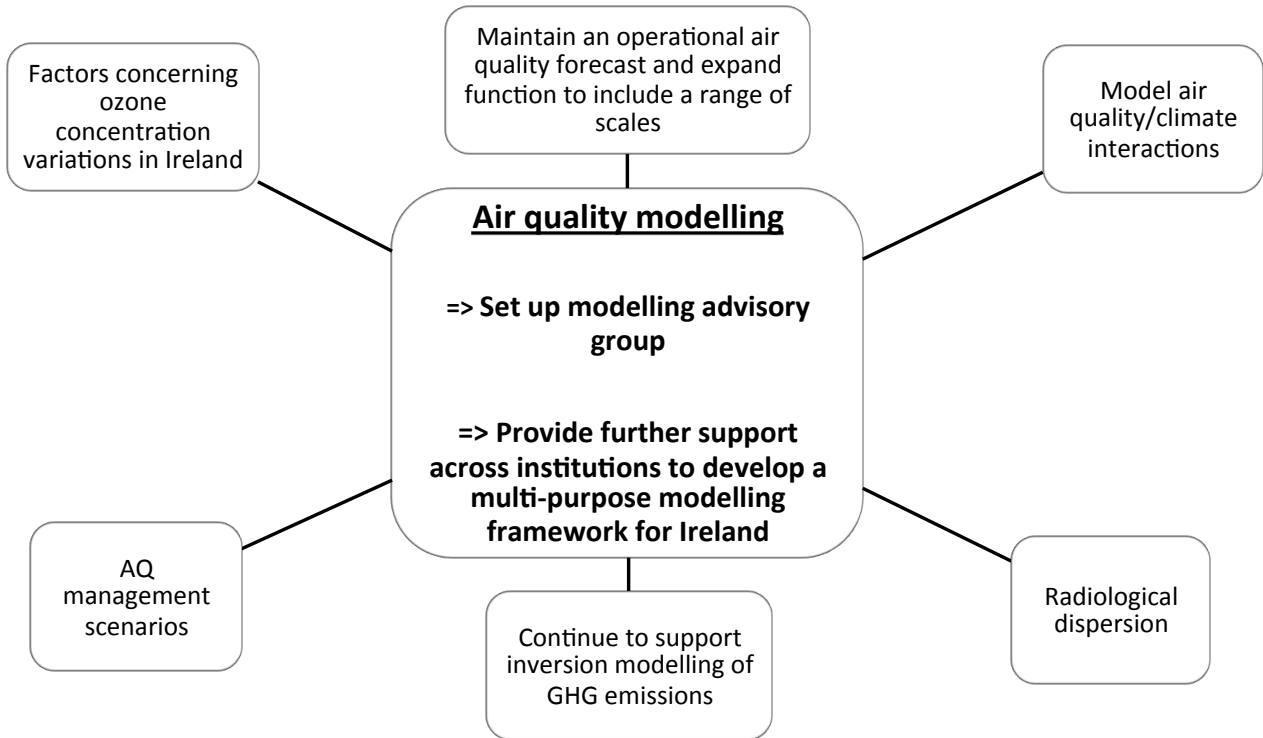 Maintain an operational air
quality forecast and expand
function to include a range of
scales
Factors concerning
ozone
concentration
variations in Ireland
Model air
quality/climate
interactions
Air quality modelling
=> Set up modelling advisory
group
=> Provide further support
across institutions to develop a
multi-purpose modelling
framework for Ireland
AQ
management
scenarios
Radiological
dispersion
Continue to support
inversion modelling of
GHG emissions